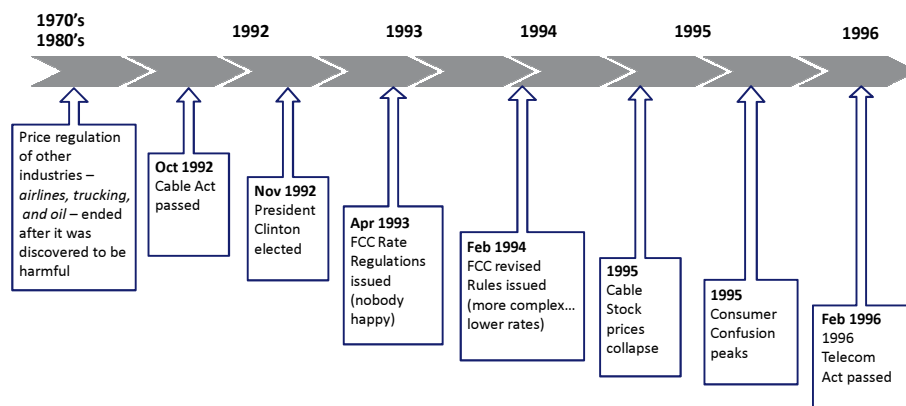 1970's
1980's
1992
1993
1994
1995
1996
Price regulation
of other
industries –
airlines, trucking,
and oil – ended
after it was
discovered to be
harmful
Oct 1992
Cable Act
passed
Nov 1992
President
Clinton
elected
Apr 1993
FCC Rate
Regulations
issued
(nobody
happy)
Feb 1994
FCC revised
Rules issued
(more complex...
lower rates)
1995
Cable
Stock
prices
collapse
1995
Consumer
Confusion
peaks
Feb 1996
1996
Telecom
Act passed